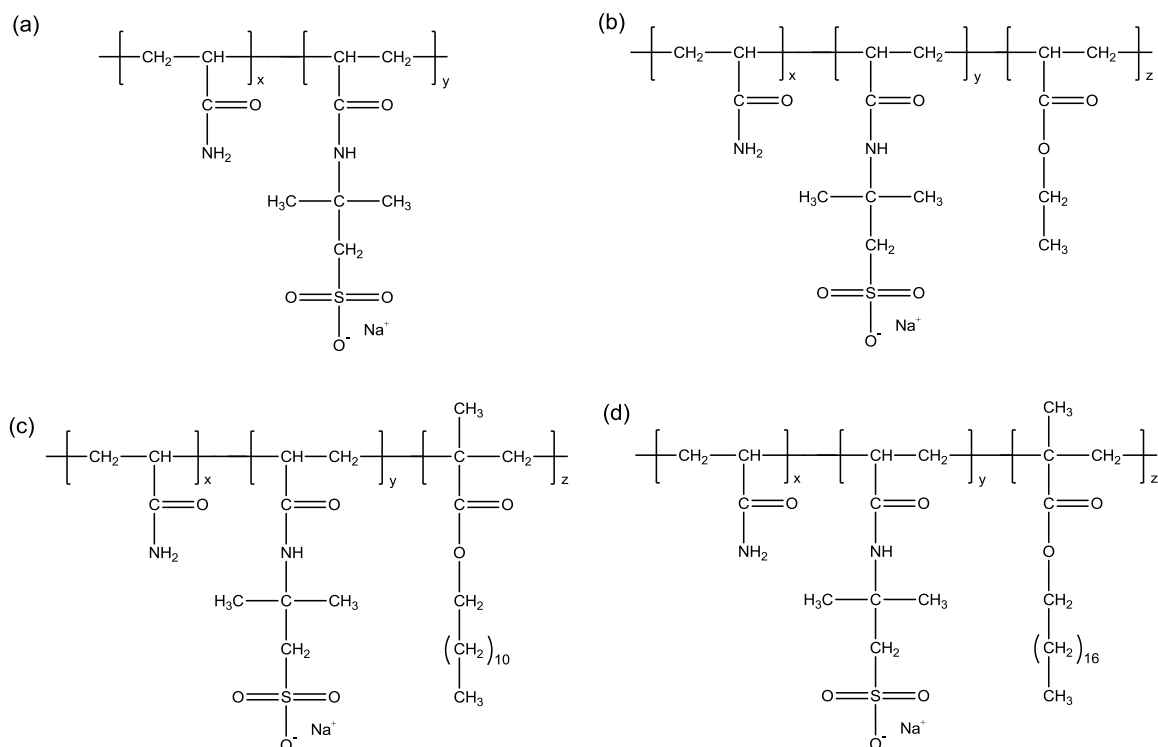 (a)
CH₂ CH CH CH₂
x y
C O C O
NH₂ NH
H₃C C CH₃
CH₂
O S O
O⁻ Na⁺
(b)
CH₂ CH CH CH₂ CH CH₂
x y z
C O C O C O
NH₂ NH O
H₃C C CH₃ CH₂
CH₂ CH₃
O S O
O⁻ Na⁺
(c)
CH₃
CH₂ CH CH CH₂ C CH₂
x y z
C O C O C O
NH₂ NH O
H₃C C CH₃ CH₂
CH₂ (CH₂)₁₀
O S O CH₃
O⁻ Na⁺
(d)
CH₃
CH₂ CH CH CH₂ C CH₂
x y z
C O C O C O
NH₂ NH O
H₃C C CH₃ CH₂
CH₂ (CH₂)₁₆
O S O CH₃
O⁻ Na⁺